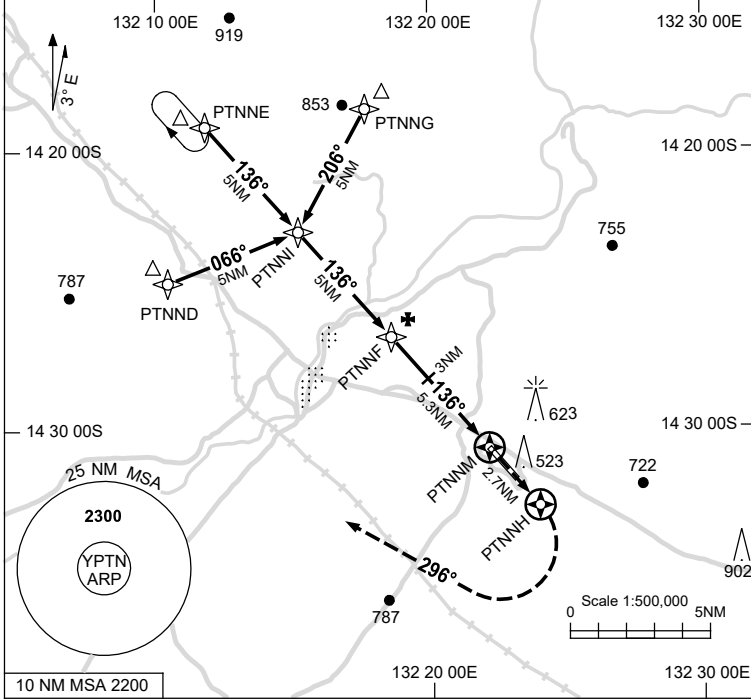 132 10 00E
132 20 00E
132 30 00E
919
3° E
PTNNE
853
PTNNG
14 20 00S
14 20 00S
136°
5NM
206°
5NM
755
066°
5NM
PTNNI
136°
5NM
787
PTNND
PTNNF
3NM
136°
5.3NM
623
14 30 00S
14 30 00S
523
PTNNM
2.7NM
722
25 NM MSA
2300
YPTN
ARP
PTNNH
902
296°
787
Scale 1:500,000
0
5NM
10 NM MSA 2200
132 20 00E
132 30 00E